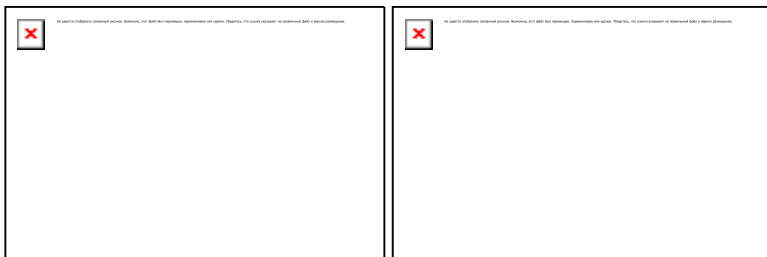 Не удается отобразить связанный рисунок. Возможно, этот файл был перемещен, переименован или удален. Убедитесь, что ссылка указывает на правильный файл и верное размещение.
Не удается отобразить связанный рисунок. Возможно, этот файл был перемещен, переименован или удален. Убедитесь, что ссылка указывает на правильный файл и верное размещение.